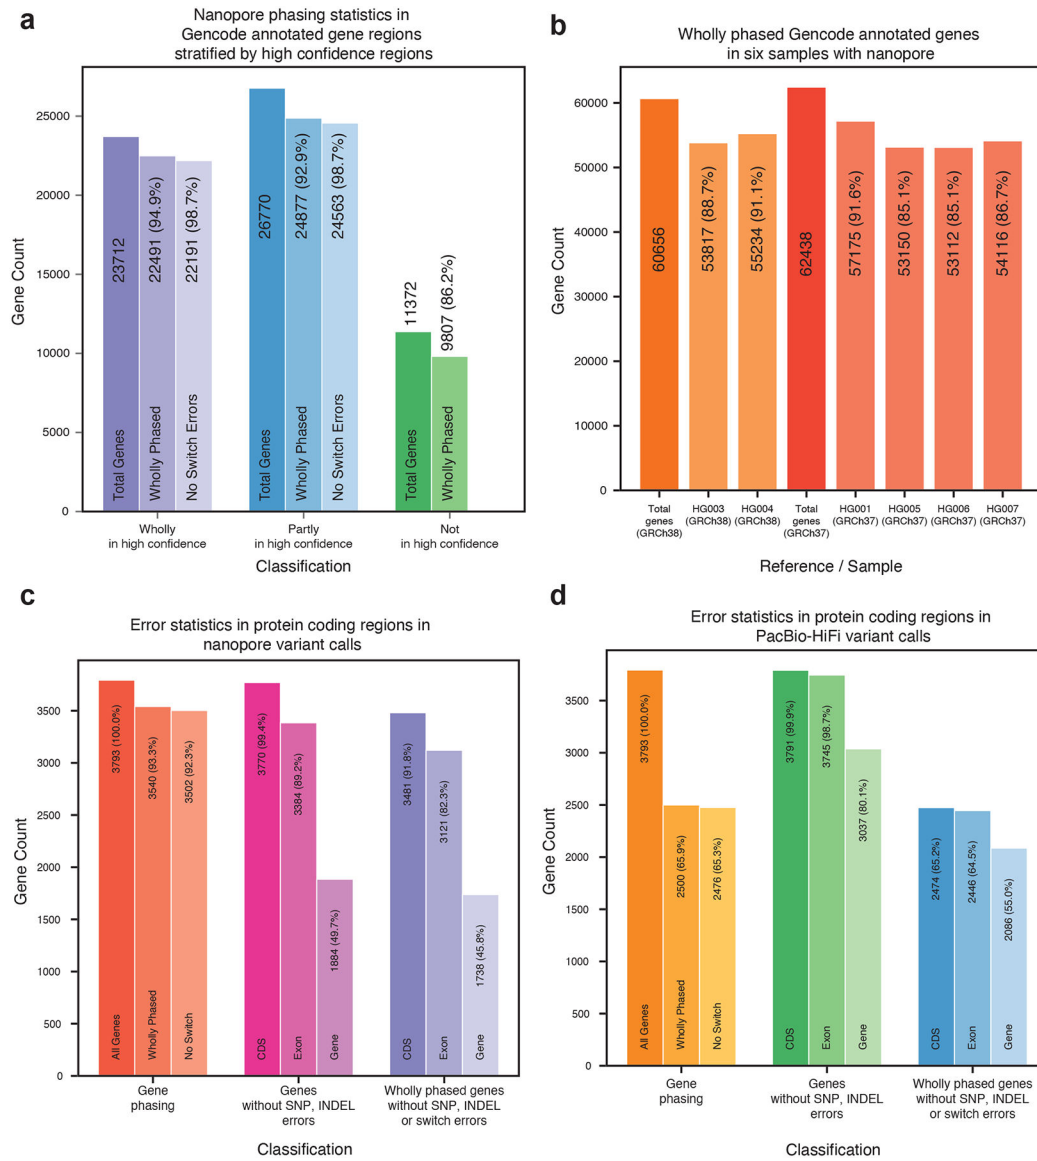 a
Nanopore phasing statistics in
Gencode annotated gene regions
stratified by high confidence regions
Gene Count
25000
20000
15000
10000
5000
0
23712
22491 (94.9%)
22191 (98.7%)
26770
24877 (92.9%)
24563 (98.7%)
11372
9807 (86.2%)
Total Genes
Wholly Phased
No Switch Errors
Total Genes
Wholly Phased
No Switch Errors
Total Genes
Wholly Phased
Wholly
in high confidence
Partly
in high confidence
Not
in high confidence
Classification
b
Wholly phased Gencode annotated genes
in six samples with nanopore
Gene Count
60000
50000
40000
30000
20000
10000
0
60656
53817 (88.7%)
55234 (91.1%)
62438
57175 (91.6%)
53150 (85.1%)
53112 (85.1%)
54116 (86.7%)
Total
genes
(GRCh38)
HG003
(GRCh38)
HG004
(GRCh38)
Total
genes
(GRCh37)
HG001
(GRCh37)
HG005
(GRCh37)
HG006
(GRCh37)
HG007
(GRCh37)
Reference / Sample
c
Error statistics in protein coding regions in
nanopore variant calls
Gene Count
3500
3000
2500
2000
1500
1000
500
0
3793 (100.0%)
3540 (93.3%)
3502 (92.3%)
3770 (99.4%)
3384 (89.2%)
1884 (49.7%)
3481 (91.8%)
3121 (82.3%)
1738 (45.8%)
All Genes
Wholly Phased
No Switch
CDS
Exon
Gene
CDS
Exon
Gene
Gene
phasing
Genes
without SNP, INDEL
errors
Wholly phased genes
without SNP, INDEL
or switch errors
Classification
d
Error statistics in protein coding regions in
PacBio-HiFi variant calls
Gene Count
3500
3000
2500
2000
1500
1000
500
0
3793 (100.0%)
2500 (65.9%)
2476 (65.3%)
3791 (99.9%)
3745 (98.7%)
3037 (80.1%)
2474 (65.2%)
2446 (64.5%)
2086 (55.0%)
All Genes
Wholly Phased
No Switch
CDS
Exon
Gene
CDS
Exon
Gene
Gene
phasing
Genes
without SNP, INDEL
errors
Wholly phased genes
without SNP, INDEL
or switch errors
Classification